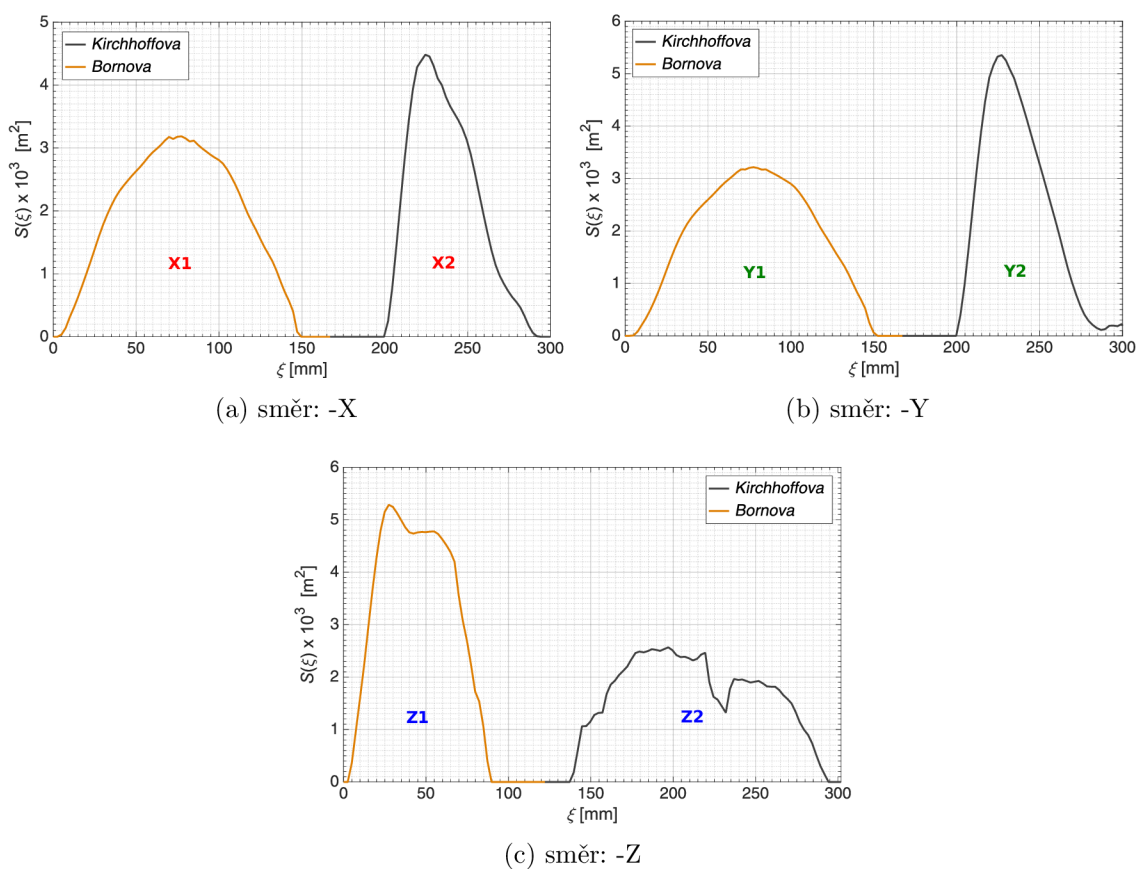 Kirchhoffova
Bornova
S(ξ) x 10³ [m²]
5
4
3
2
1
0
X1
X2
0 50 100 150 200 250 300
ξ [mm]
(a) směr: -X
Kirchhoffova
Bornova
S(ξ) x 10³ [m²]
6
5
4
3
2
1
0
Y1
Y2
0 50 100 150 200 250 300
ξ [mm]
(b) směr: -Y
Kirchhoffova
Bornova
S(ξ) x 10³ [m²]
6
5
4
3
2
1
0
Z1
Z2
0 50 100 150 200 250 300
ξ [mm]
(c) směr: -Z